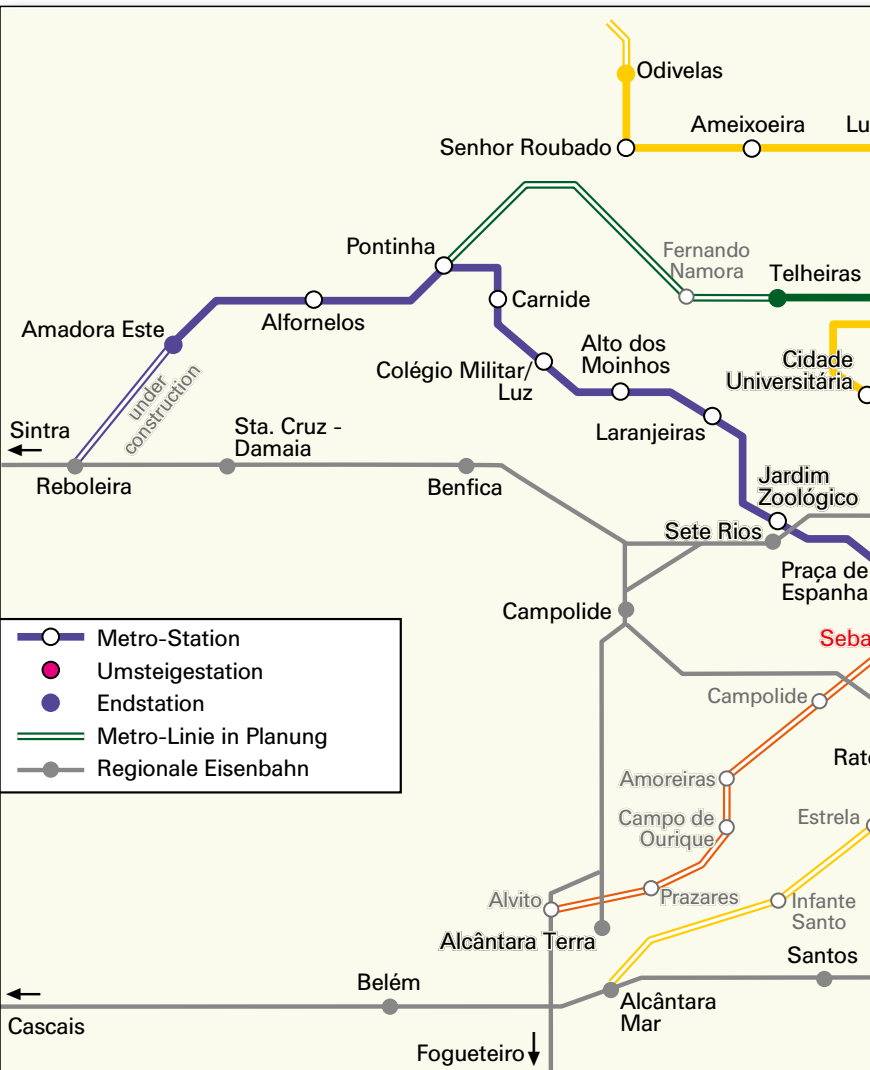 Odivelas
Ameixoeira
Lu
Senhor Roubado
Pontinha
Fernando
Namora
Telheiras
Carnide
Alfornelos
Amadora Este
Alto dos
Moinhos
Cidade
Universitária
Colégio Militar/
Luz
under
construction
Laranjeiras
Sintra
Sta. Cruz -
Damaia
Reboleira
Benfica
Jardim
Zoológico
Sete Rios
Praça de
Espanha
Campolide
Metro-Station
Umsteigestation
Endstation
Metro-Linie in Planung
Regionale Eisenbahn
Seba
Campolide
Rato
Amoreiras
Campo de
Ourique
Estrela
Alvito
Prazares
Infante
Santo
Alcântara Terra
Santos
Belém
Alcântara
Mar
Cascais
Fogueteiro